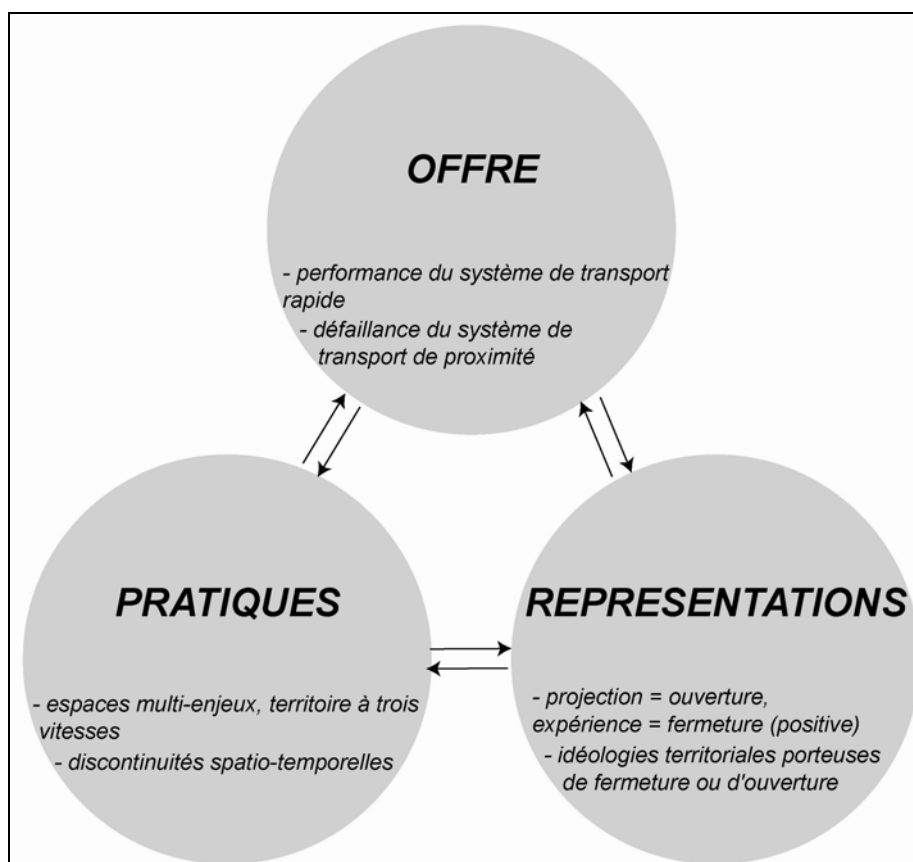 OFFRE
- performance du système de transport
rapide
- défaillance du système de
transport de proximité
PRATIQUES
- espaces multi-enjeux, territoire à trois
vitesses
- discontinuités spatio-temporelles
REPRESENTATIONS
- projection = ouverture,
expérience = fermeture (positive)
- idéologies territoriales porteuses
de fermeture ou d'ouverture